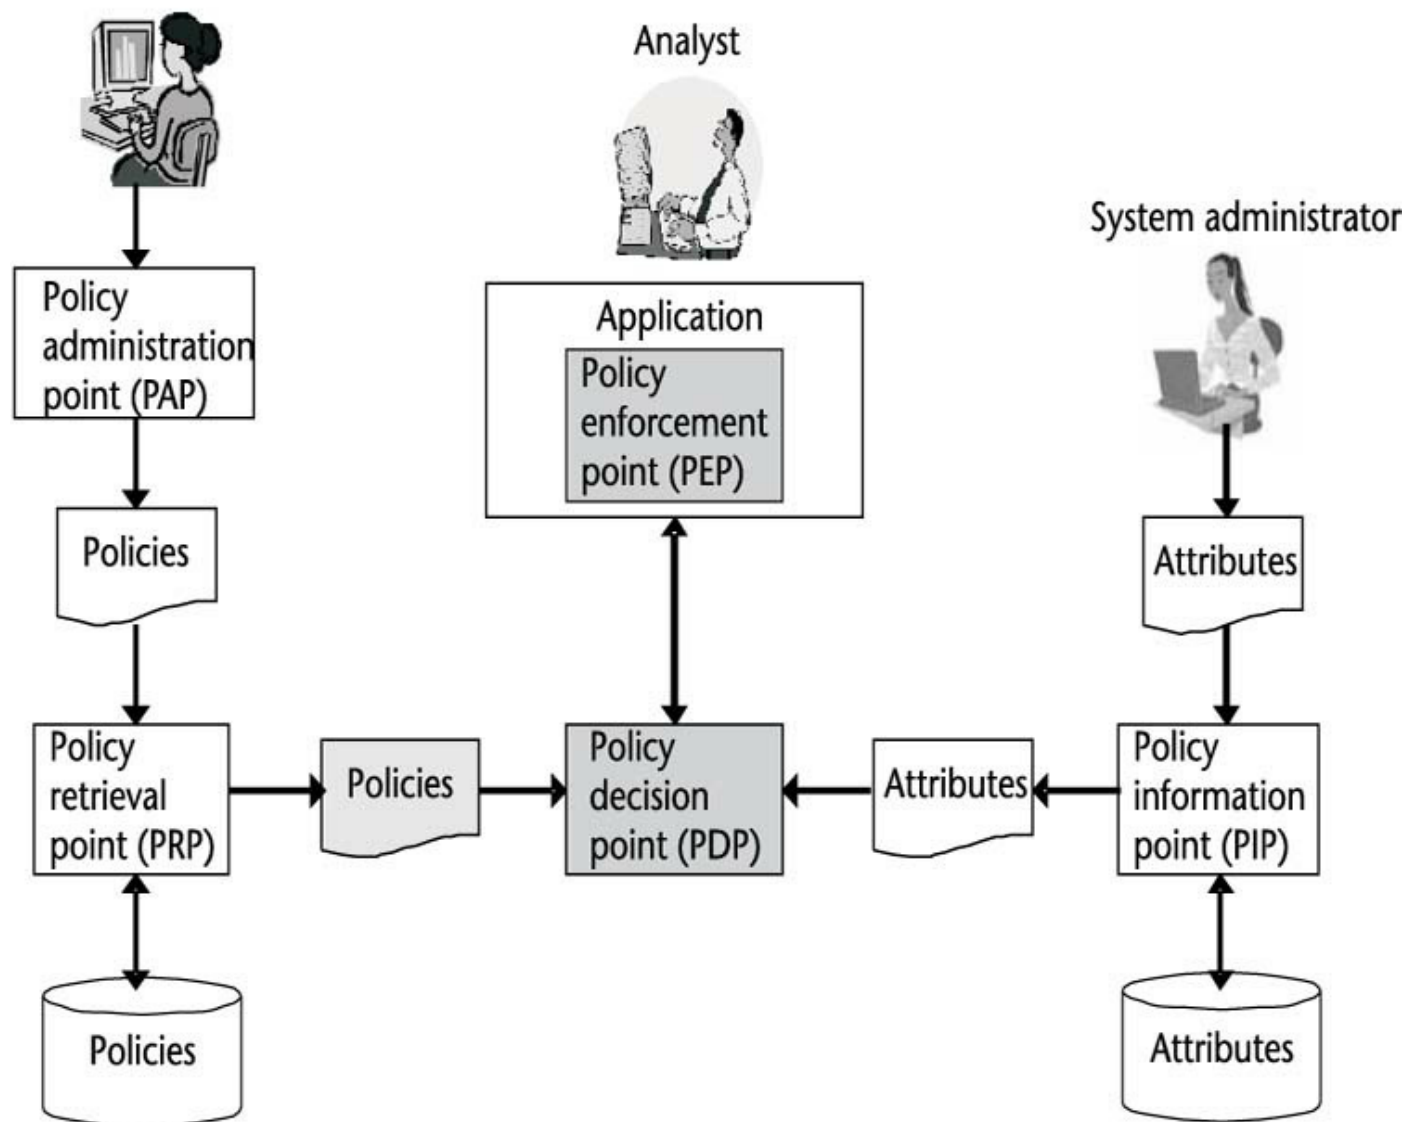 Analyst
System administrator
Policy
administration
point (PAP)
Application
Policy
enforcement
point (PEP)
Policies
Attributes
Policy
retrieval
point (PRP)
Policies
Policy
decision
point (PDP)
Attributes
Policy
information
point (PIP)
Policies
Attributes